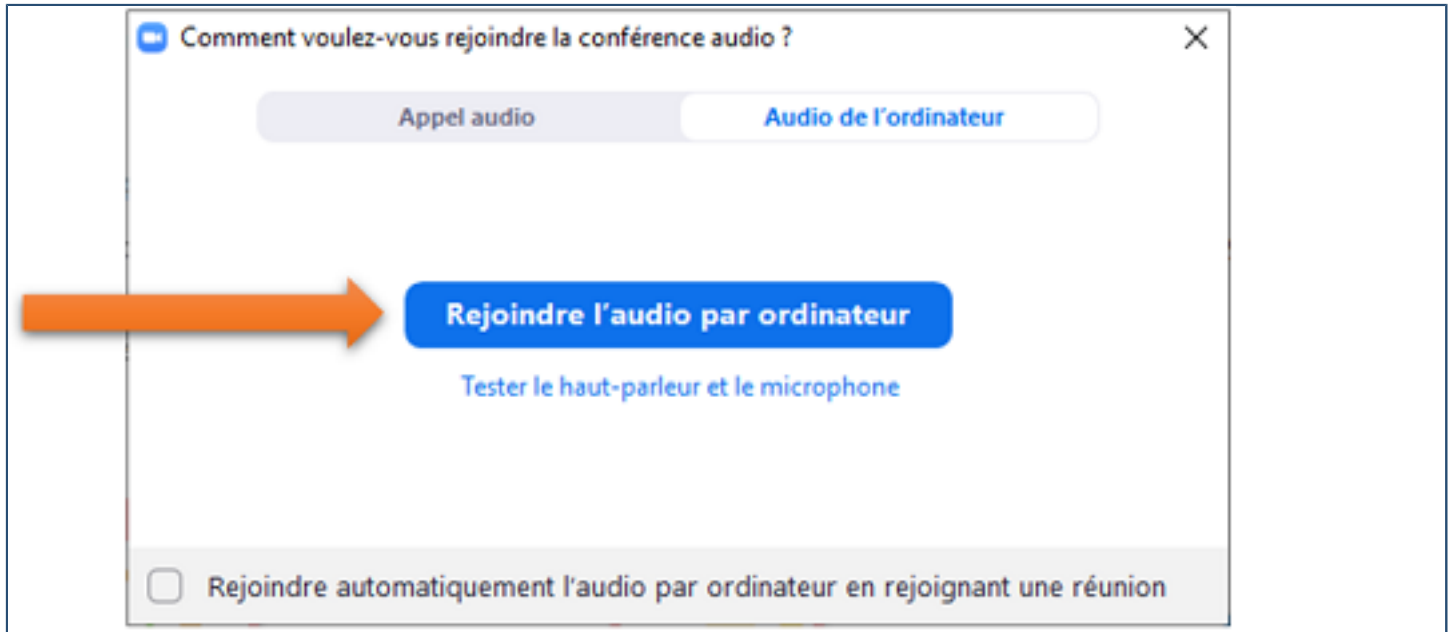 Comment voulez-vous rejoindre la conférence audio ?
Appel audio
Audio de l'ordinateur
Rejoindre l'audio par ordinateur
Tester le haut-parleur et le microphone
Rejoindre automatiquement l'audio par ordinateur en rejoignant une réunion